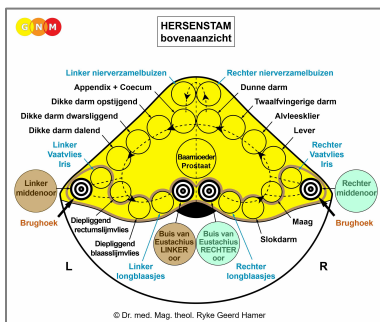 GNM
HERSENSTAM
bovenaanzicht
Linker nierverzamelbuizen
Rechter nierverzamelbuizen
Appendix + Coecum
Dunne darm
Dikke darm opstijgend
Twaalfvingerige darm
Dikke darm dwarsliggend
Alvleesklier
Dikke darm dalend
Lever
Linker
Vaatvlies
Iris
Rechter
Vaatvlies
Iris
Baarmoeder
Prostaat
Linker
middenoor
Rechter
middenoor
Brughoek
Brughoek
Diepliggend
rectumslijmvlies
Maag
Buis van
Eustachius
LINKER
oor
Buis van
Eustachius
RECHTER
oor
Slokdarm
Diepliggend
blaasslijmvlies
L
R
Linker
longblaasjes
Rechter
longblaasjes
© Dr. med. Mag. theol. Ryke Geerd Hamer